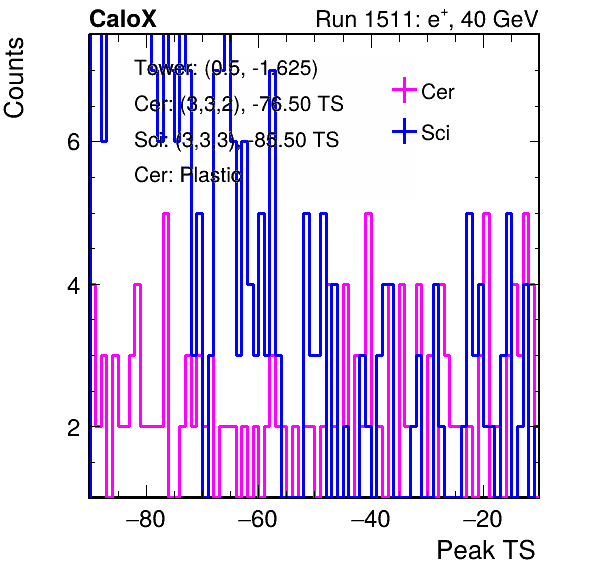 CaloX Run 1511: e+, 40 GeV
Counts
Tower: (0.5, -1.625)
Cer: (3,3,2), -76.50 TS
Sci: (3,3,3), -85.50 TS
Cer: Plastic
Cer
Sci
6
4
2
−80 −60 −40 −20
Peak TS